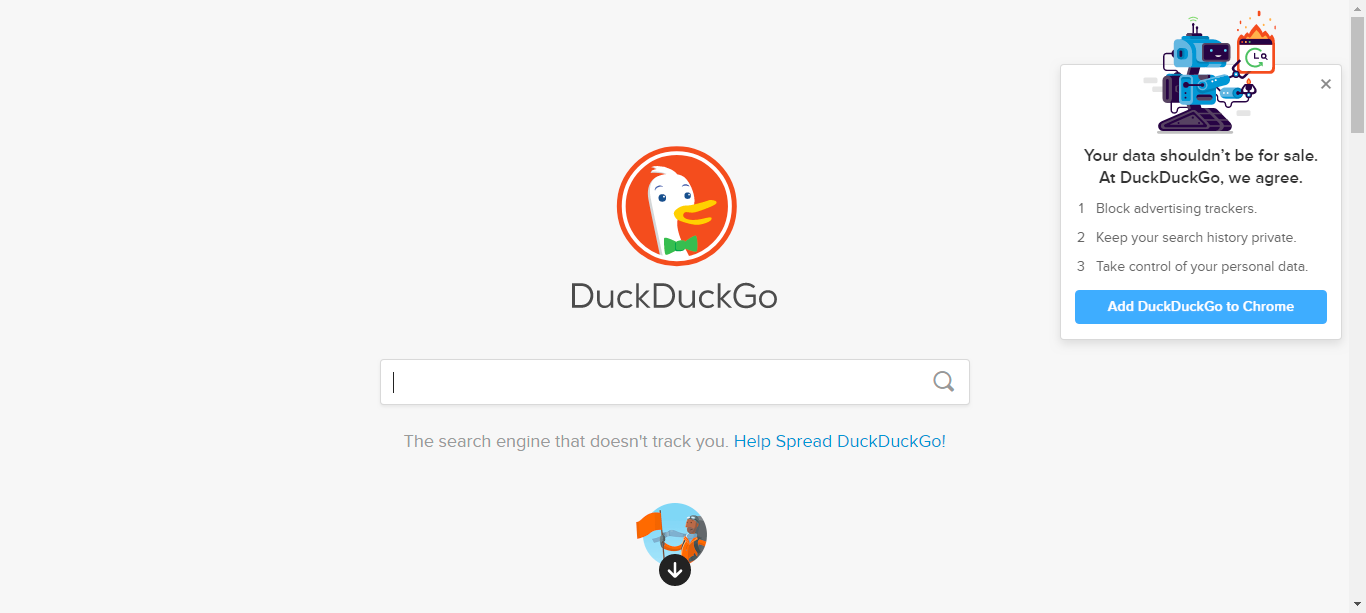 Your data shouldn’t be for sale.
At DuckDuckGo, we agree.
1 Block advertising trackers.
2 Keep your search history private.
3 Take control of your personal data.
Add DuckDuckGo to Chrome
DuckDuckGo
The search engine that doesn't track you. Help Spread DuckDuckGo!